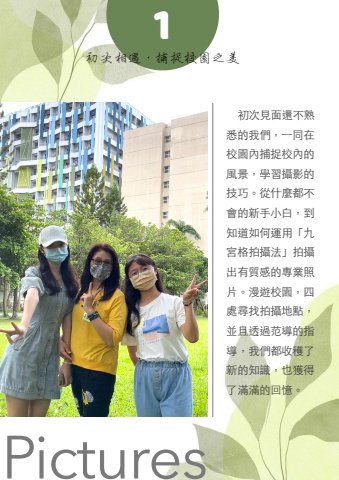 1
初次相遇．捕捉校園之美
初次見面還不熟
悉的我們，一同在
校園內捕捉校內的
風景，學習攝影的
技巧。從什麼都不
會的新手小白，到
知道如何運用「九
宮格拍攝法」拍攝
出有質感的專業照
片。漫遊校園，四
處尋找拍攝地點，
並且透過范導的指
導，我們都收穫了
新的知識，也獲得
了滿滿的回憶。
Pictures